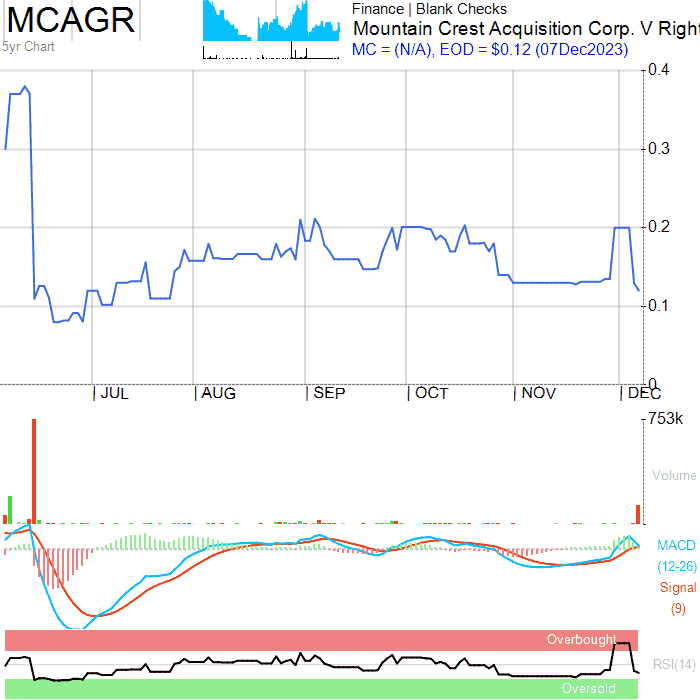 MCAGR
5yr Chart
Finance | Blank Checks
Mountain Crest Acquisition Corp. V Right
MC = (N/A), EOD = $0.12 (07Dec2023)
0.4
0.3
0.2
0.1
0
JUL AUG SEP OCT NOV DEC
753k
Volume
MACD
(12-26)
Signal
(9)
Overbought
RSI(14)
Oversold